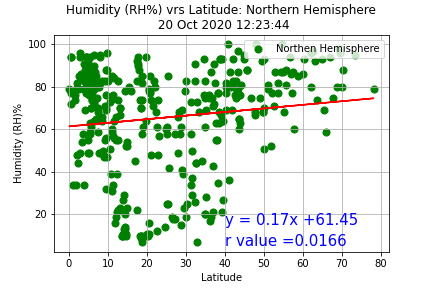 Humidity (RH%) vrs Latitude: Northern Hemisphere
20 Oct 2020 12:23:44
Northen Hemisphere
100
80
60
40
20
Humidity (RH)%
y = 0.17x +61.45
r value =0.0166
0 10 20 30 40 50 60 70 80
Latitude